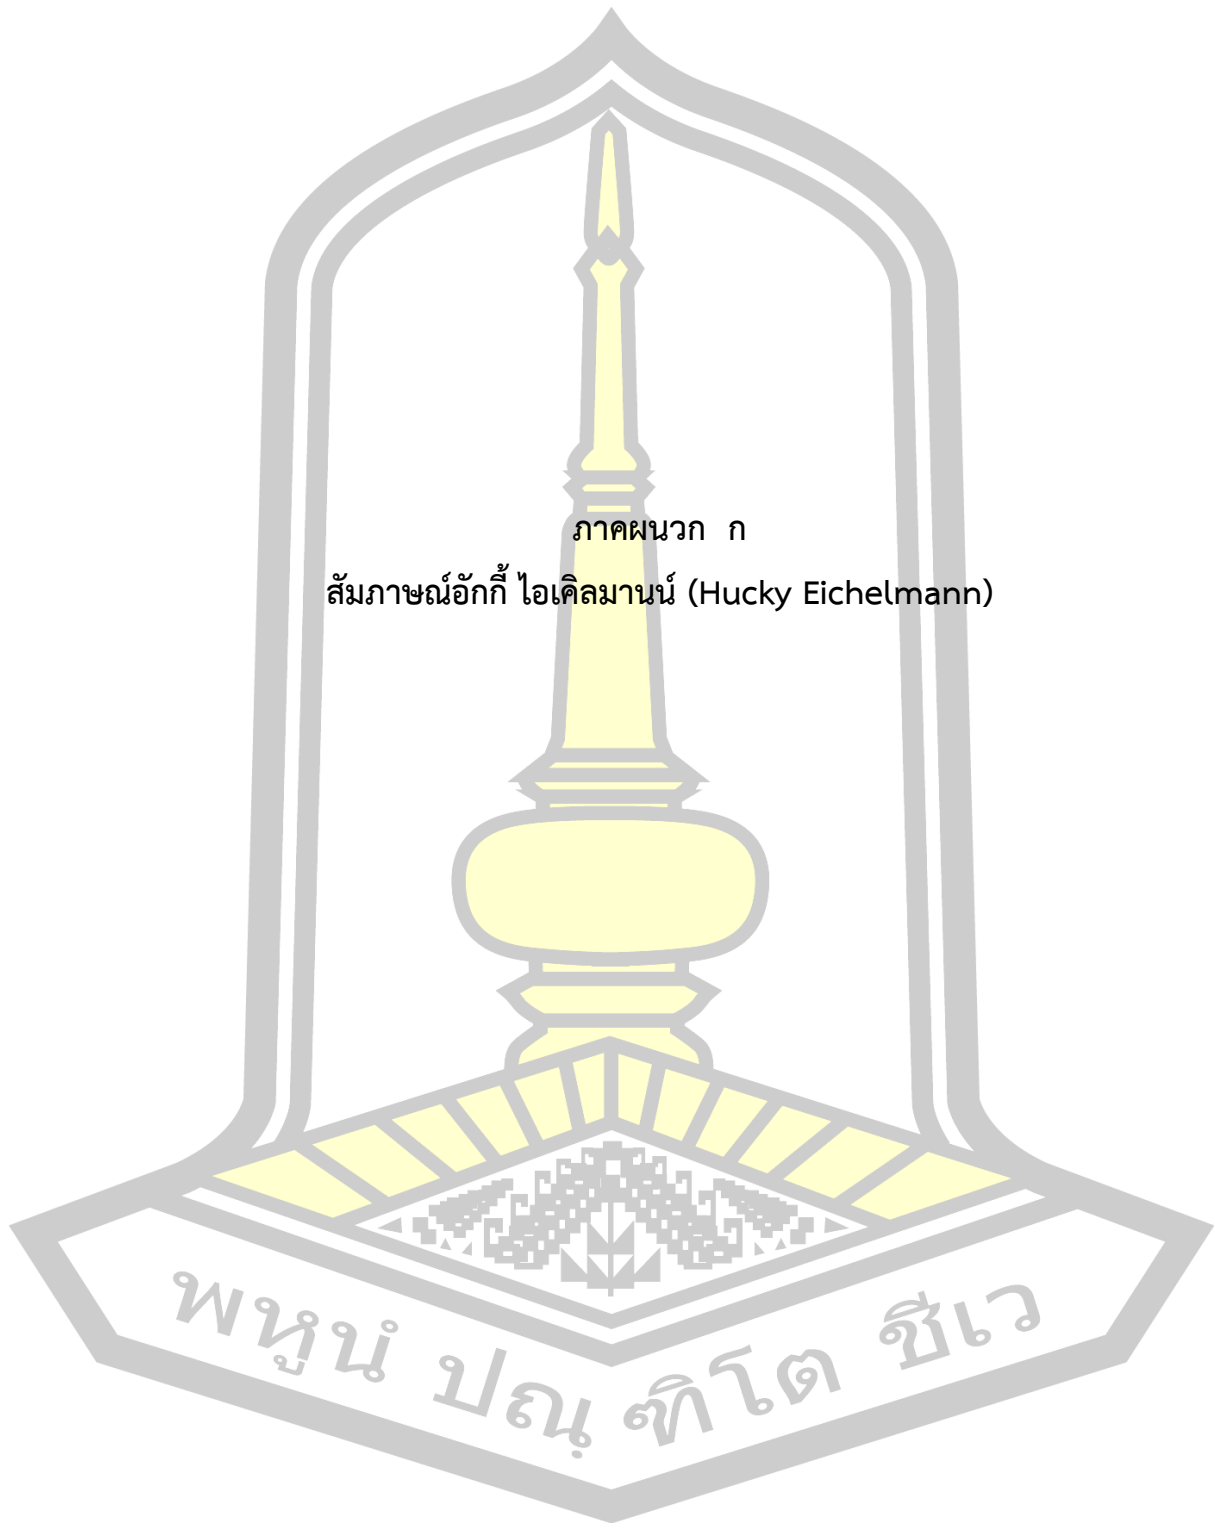 ภาคผนวก ก
สัมภาษณ์อักกี้ ไอเคิลมานน์ (Hucky Eichelmann)
พหูนํ ปณฺฑิโต ชีเว